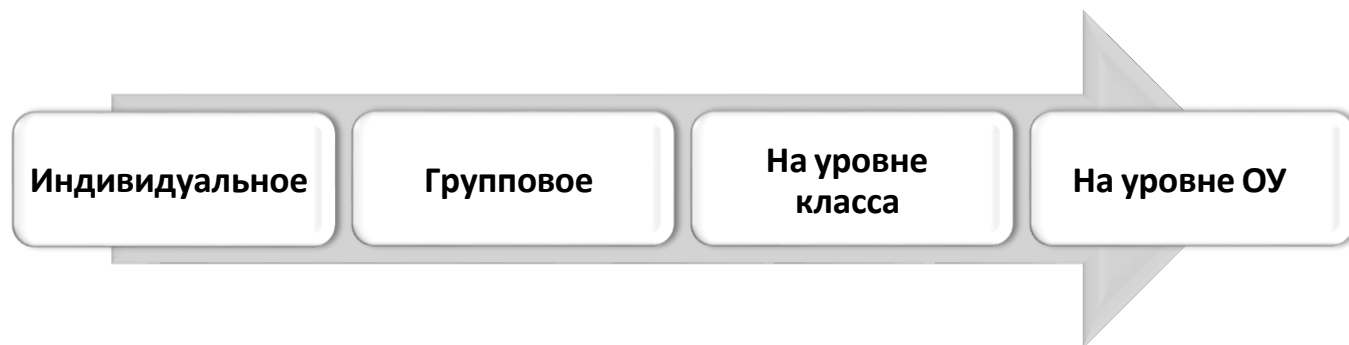 Индивидуальное
Групповое
На уровне
класса
На уровне ОУ